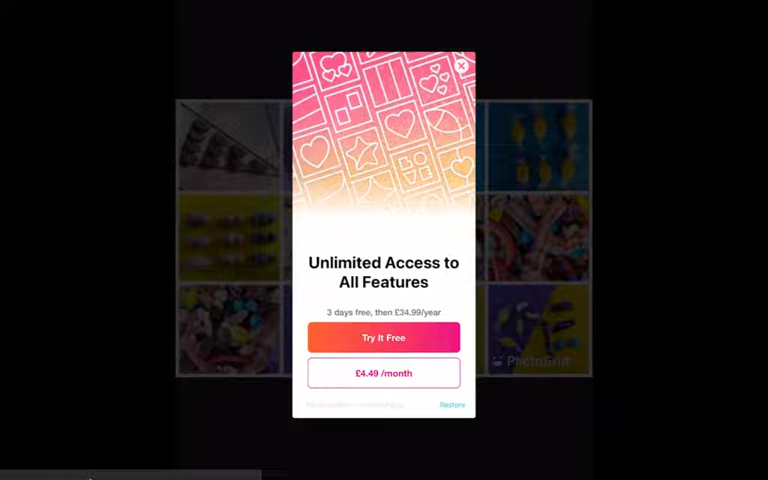 Unlimited Access to
All Features
3 days free, then £34.99/year
Try It Free
£4.49 /month
Restore
PhotoGrid